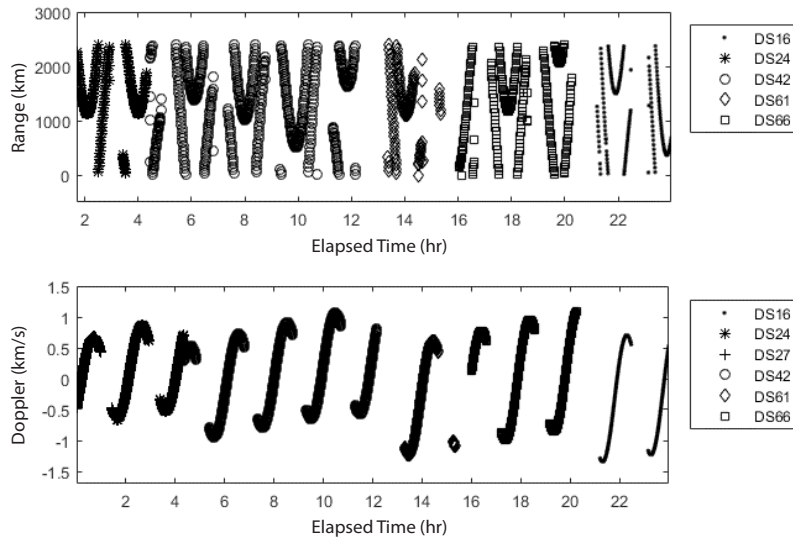 3000
2000
1000
0
Range (km)
2 4 6 8 10 12 14 16 18 20 22
Elapsed Time (hr)
DS16
DS24
DS42
DS61
DS66
1.5
1
0.5
0
-0.5
-1
-1.5
Doppler (km/s)
2 4 6 8 10 12 14 16 18 20 22
Elapsed Time (hr)
DS16
DS24
DS27
DS42
DS61
DS66